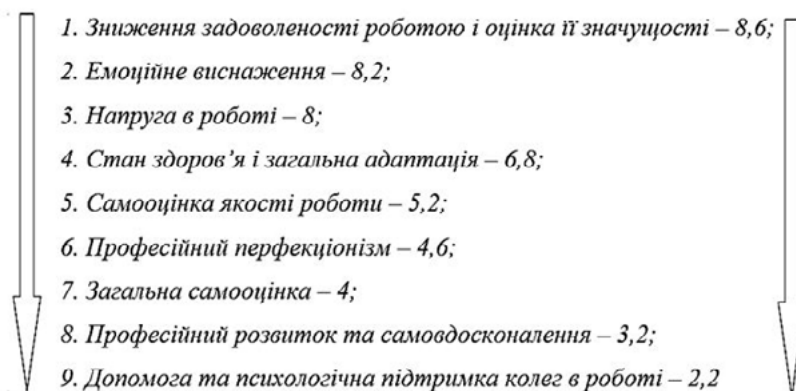 1. Зниження задоволеності роботою і оцінка її значущості – 8,6;
2. Емоційне виснаження – 8,2;
3. Напруга в роботі – 8;
4. Стан здоров’я і загальна адаптація – 6,8;
5. Самооцінка якості роботи – 5,2;
6. Професійний перфекціонізм – 4,6;
7. Загальна самооцінка – 4;
8. Професійний розвиток та самовдосконалення – 3,2;
9. Допомога та психологічна підтримка колег в роботі – 2,2